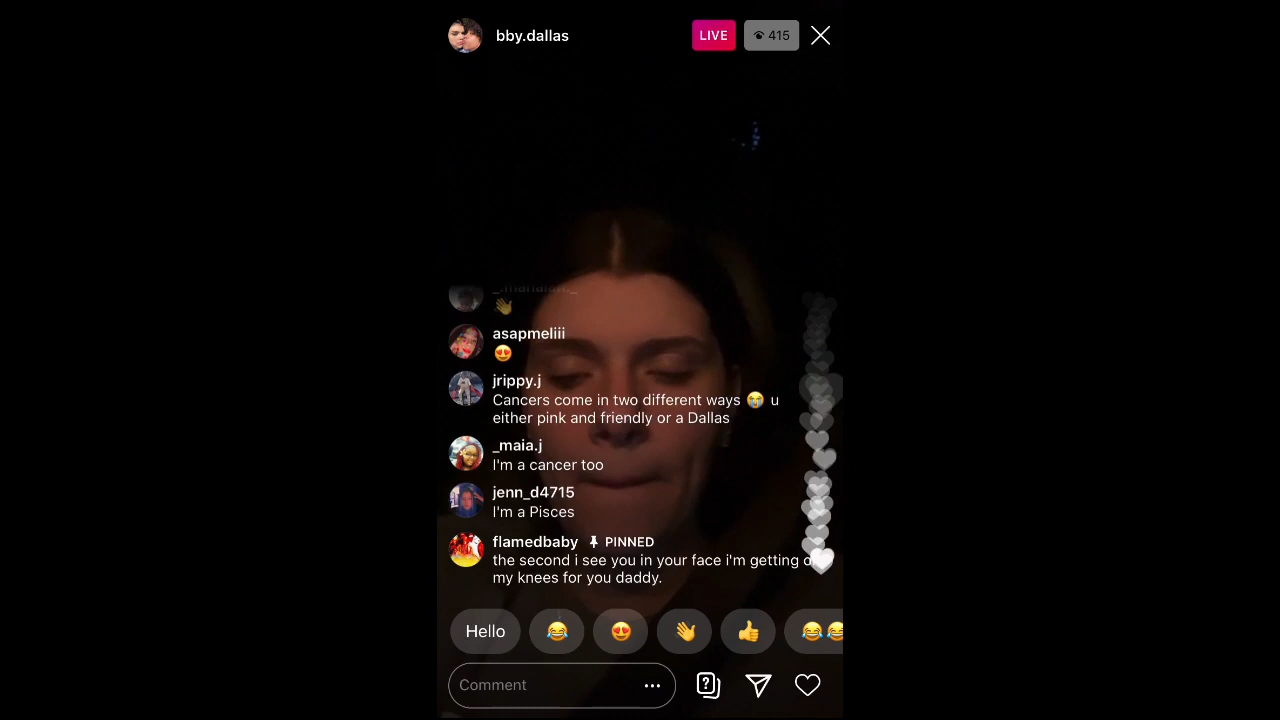 bby.dallas
LIVE
415
asapmeliii
😍
jrippy.j
Cancers come in two different ways 😭 u
either pink and friendly or a Dallas
_maia.j
I'm a cancer too
jenn_d4715
I'm a Pisces
flamedbaby PINNED
the second i see you in your face i'm getting
my knees for you daddy.
Hello 😂 😍 👋 👍 😂😂
Comment